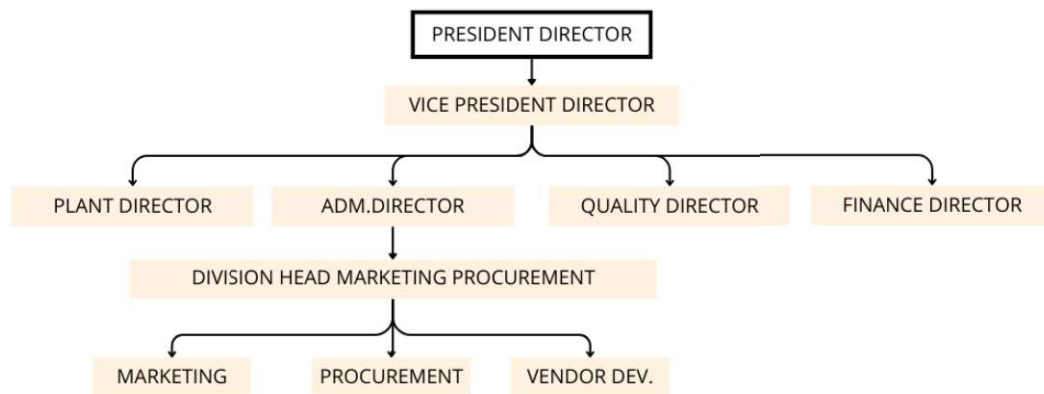 PRESIDENT DIRECTOR
VICE PRESIDENT DIRECTOR
PLANT DIRECTOR
ADM.DIRECTOR
QUALITY DIRECTOR
FINANCE DIRECTOR
DIVISION HEAD MARKETING PROCUREMENT
MARKETING
PROCUREMENT
VENDOR DEV.